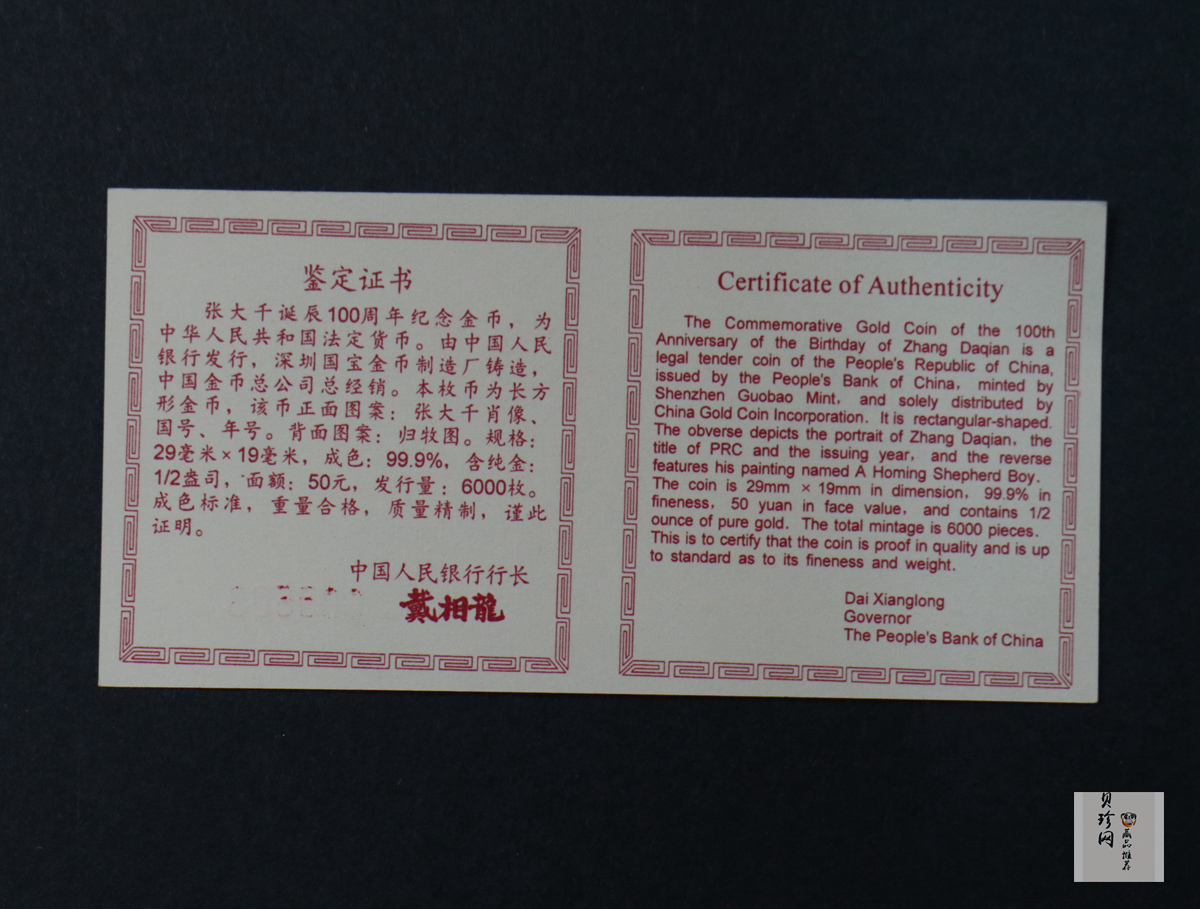 鉴定证书
张大千诞辰100周年纪念金币，为
中华人民共和国法定货币。由中国人民
银行发行，深圳国宝金币制造厂铸造，
中国金币总公司总经销。本枚币为长方
形金币，该币正面图案：张大千肖像、
国号、年号。背面图案：归牧图。规格：
29毫米×19毫米，成色：99.9%，含纯金：
1/2盎司，面额：50元，发行量：6000枚。
成色标准，重量合格，质量精制，谨此
证明。
中国人民银行行长
戴相龍
Certificate of Authenticity
The Commemorative Gold Coin of the 100th
Anniversary of the Birthday of Zhang Daqian is a
legal tender coin of the People's Republic of China,
issued by the People's Bank of China, minted by
Shenzhen Guobao Mint, and solely distributed by
China Gold Coin Incorporation. It is rectangular-shaped.
The obverse depicts the portrait of Zhang Daqian, the
title of PRC and the issuing year, and the reverse
features his painting named A Homing Shepherd Boy.
The coin is 29mm × 19mm in dimension, 99.9% in
fineness, 50 yuan in face value, and contains 1/2
ounce of pure gold. The total mintage is 6000 pieces.
This is to certify that the coin is proof in quality and is up
to standard as to its fineness and weight.
Dai Xianglong
Governor
The People's Bank of China
贝珍网
藏品推荐